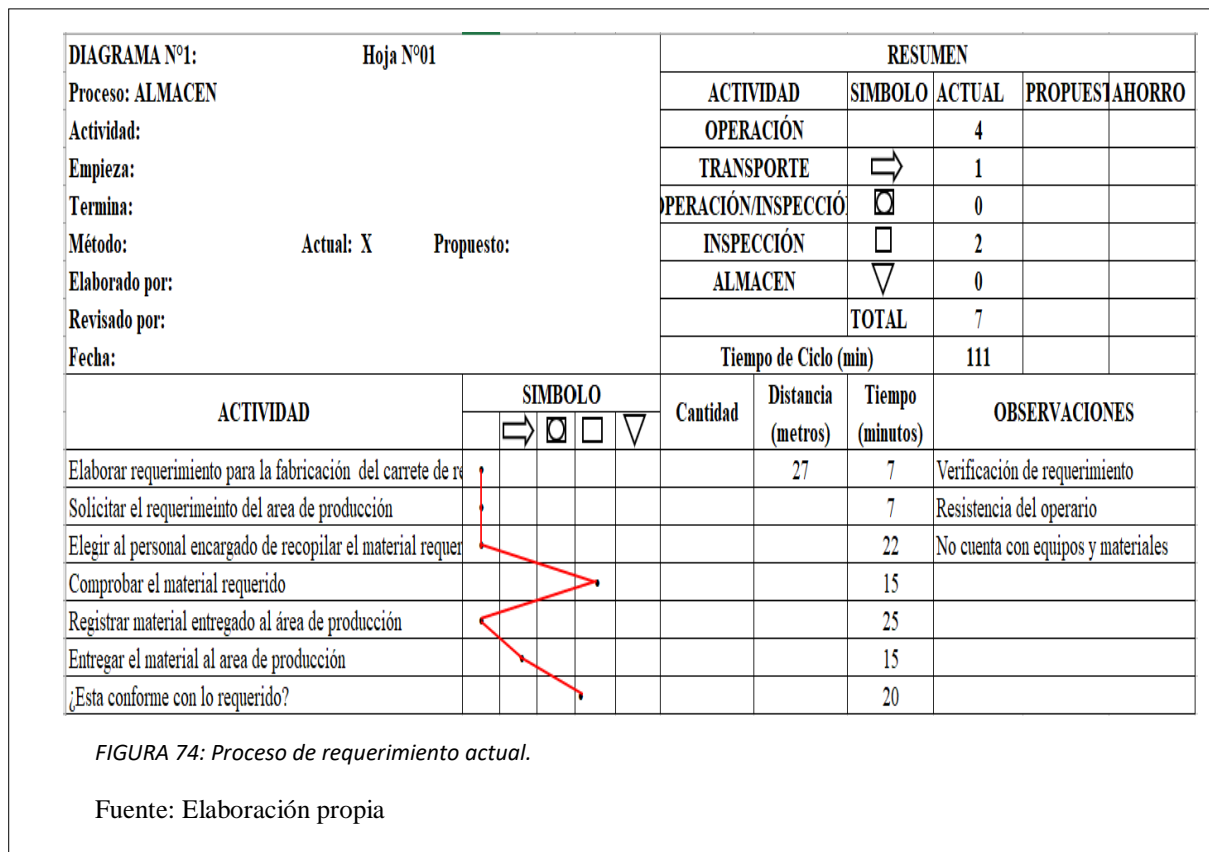 DIAGRAMA N°1: Hoja N°01
Proceso: ALMACEN
Actividad:
Empieza:
Termina:
Método: Actual: X Propuesto:
Elaborado por:
Revisado por:
Fecha:
RESUMEN
ACTIVIDAD SIMBOLO ACTUAL PROPUEST AHORRO
OPERACIÓN 4
TRANSPORTE 1
OPERACIÓN/INSPECCIÓ 0
INSPECCIÓN 2
ALMACEN 0
TOTAL 7
Tiempo de Ciclo (min) 111
ACTIVIDAD SIMBOLO Cantidad Distancia (metros) Tiempo (minutos) OBSERVACIONES
Elaborar requerimiento para la fabricación del carrete de re 27 7 Verificación de requerimiento
Solicitar el requerimeinto del area de producción 7 Resistencia del operario
Elegir al personal encargado de recopilar el material requer 22 No cuenta con equipos y materiales
Comprobar el material requerido 15
Registrar material entregado al área de producción 25
Entregar el material al area de producción 15
¿Esta conforme con lo requerido? 20
FIGURA 74: Proceso de requerimiento actual.
Fuente: Elaboración propia